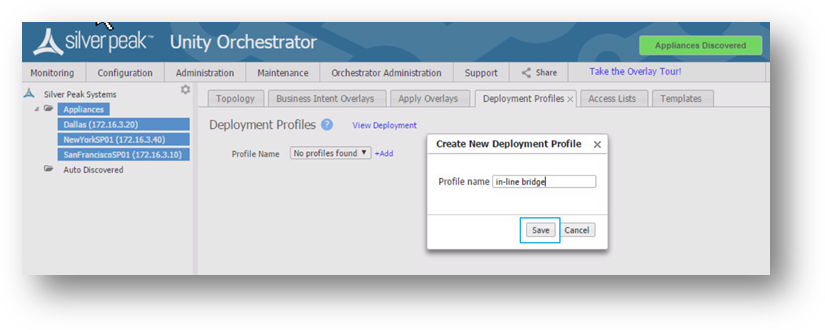 silver peak™ Unity Orchestrator
Appliances Discovered
Monitoring Configuration Administration Maintenance Orchestrator Administration Support Share Take the Overlay Tour!
Silver Peak Systems
Appliances
Dallas (172.16.3.20)
NewYorkSP01 (172.16.3.40)
SanFranciscoSP01 (172.16.3.10)
Auto Discovered
Topology Business Intent Overlays Apply Overlays Deployment Profiles × Access Lists Templates
Deployment Profiles ? View Deployment
Profile Name No profiles found +Add
Create New Deployment Profile
Profile name in-line bridge
Save Cancel